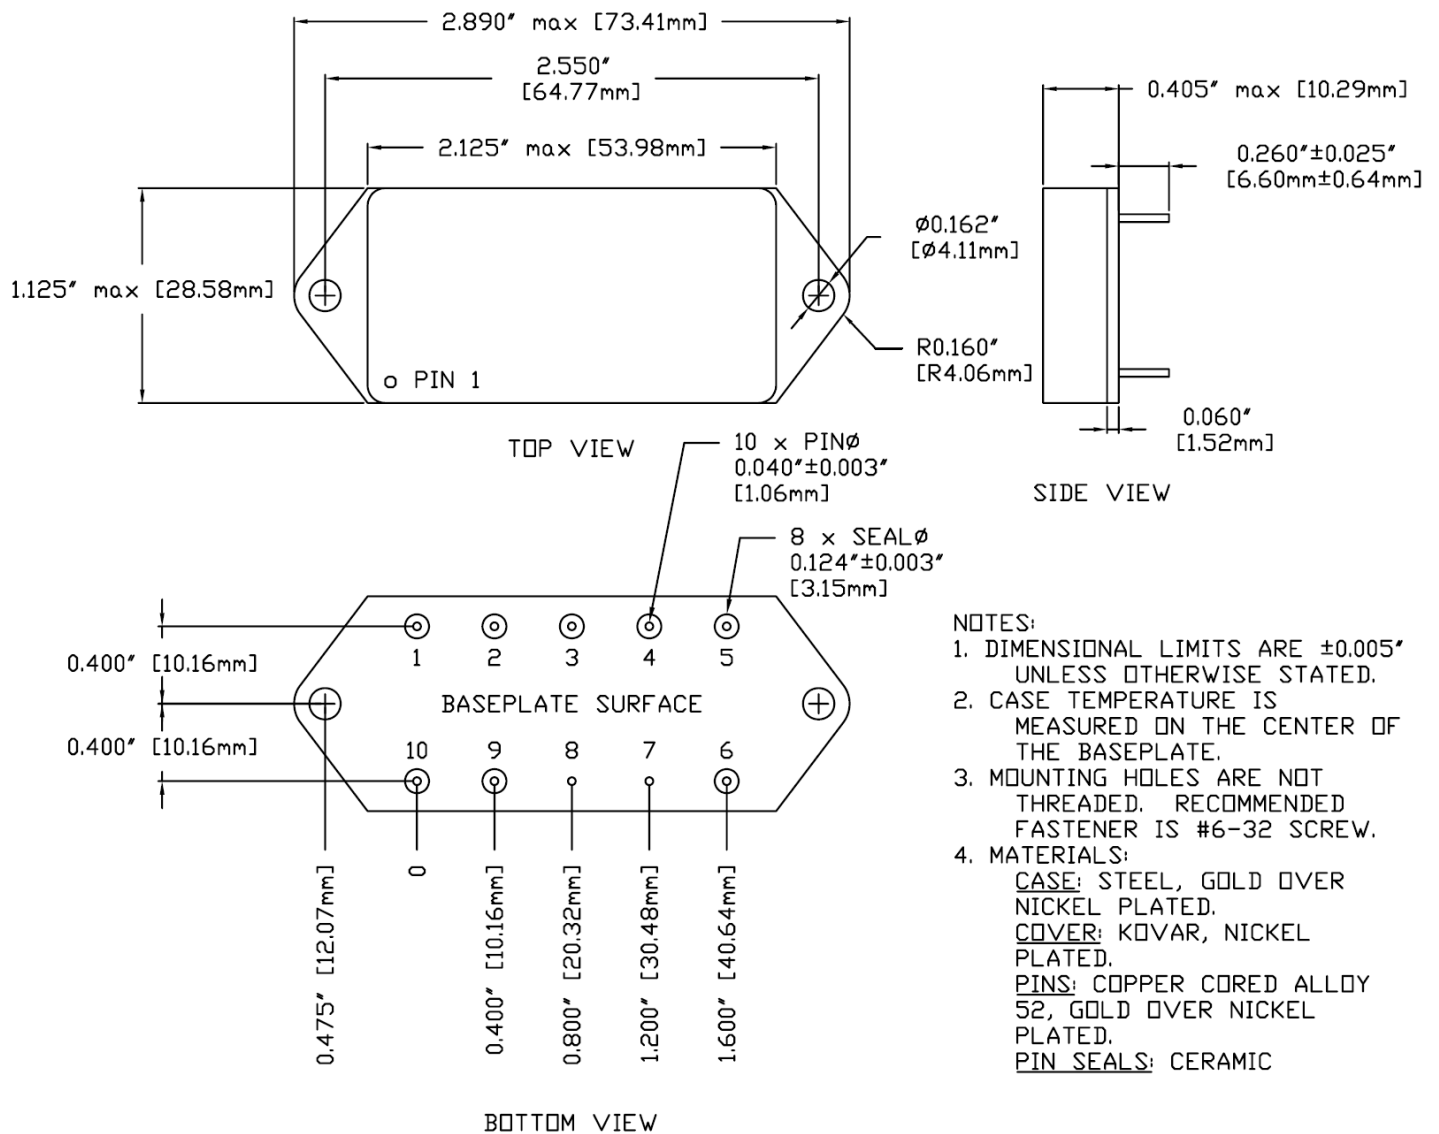 2.890" max [73.41mm]
2.550"
[64.77mm]
2.125" max [53.98mm]
1.125" max [28.58mm]
Ø0.162"
[Ø4.11mm]
R0.160"
[R4.06mm]
PIN 1
TOP VIEW
0.405" max [10.29mm]
0.260"±0.025"
[6.60mm±0.64mm]
0.060"
[1.52mm]
SIDE VIEW
10 x PINØ
0.040"±0.003"
[1.06mm]
8 x SEALØ
0.124"±0.003"
[3.15mm]
0.400" [10.16mm]
0.400" [10.16mm]
1 2 3 4 5
BASEPLATE SURFACE
10 9 8 7 6
0.475" [12.07mm]
0
0.400" [10.16mm]
0.800" [20.32mm]
1.200" [30.48mm]
1.600" [40.64mm]
BOTTOM VIEW
NOTES:
1. DIMENSIONAL LIMITS ARE ±0.005"
UNLESS OTHERWISE STATED.
2. CASE TEMPERATURE IS
MEASURED ON THE CENTER OF
THE BASEPLATE.
3. MOUNTING HOLES ARE NOT
THREADED. RECOMMENDED
FASTENER IS #6-32 SCREW.
4. MATERIALS:
CASE: STEEL, GOLD OVER
NICKEL PLATED.
COVER: KOVAR, NICKEL
PLATED.
PINS: COPPER CORED ALLOY
52, GOLD OVER NICKEL
PLATED.
PIN SEALS: CERAMIC